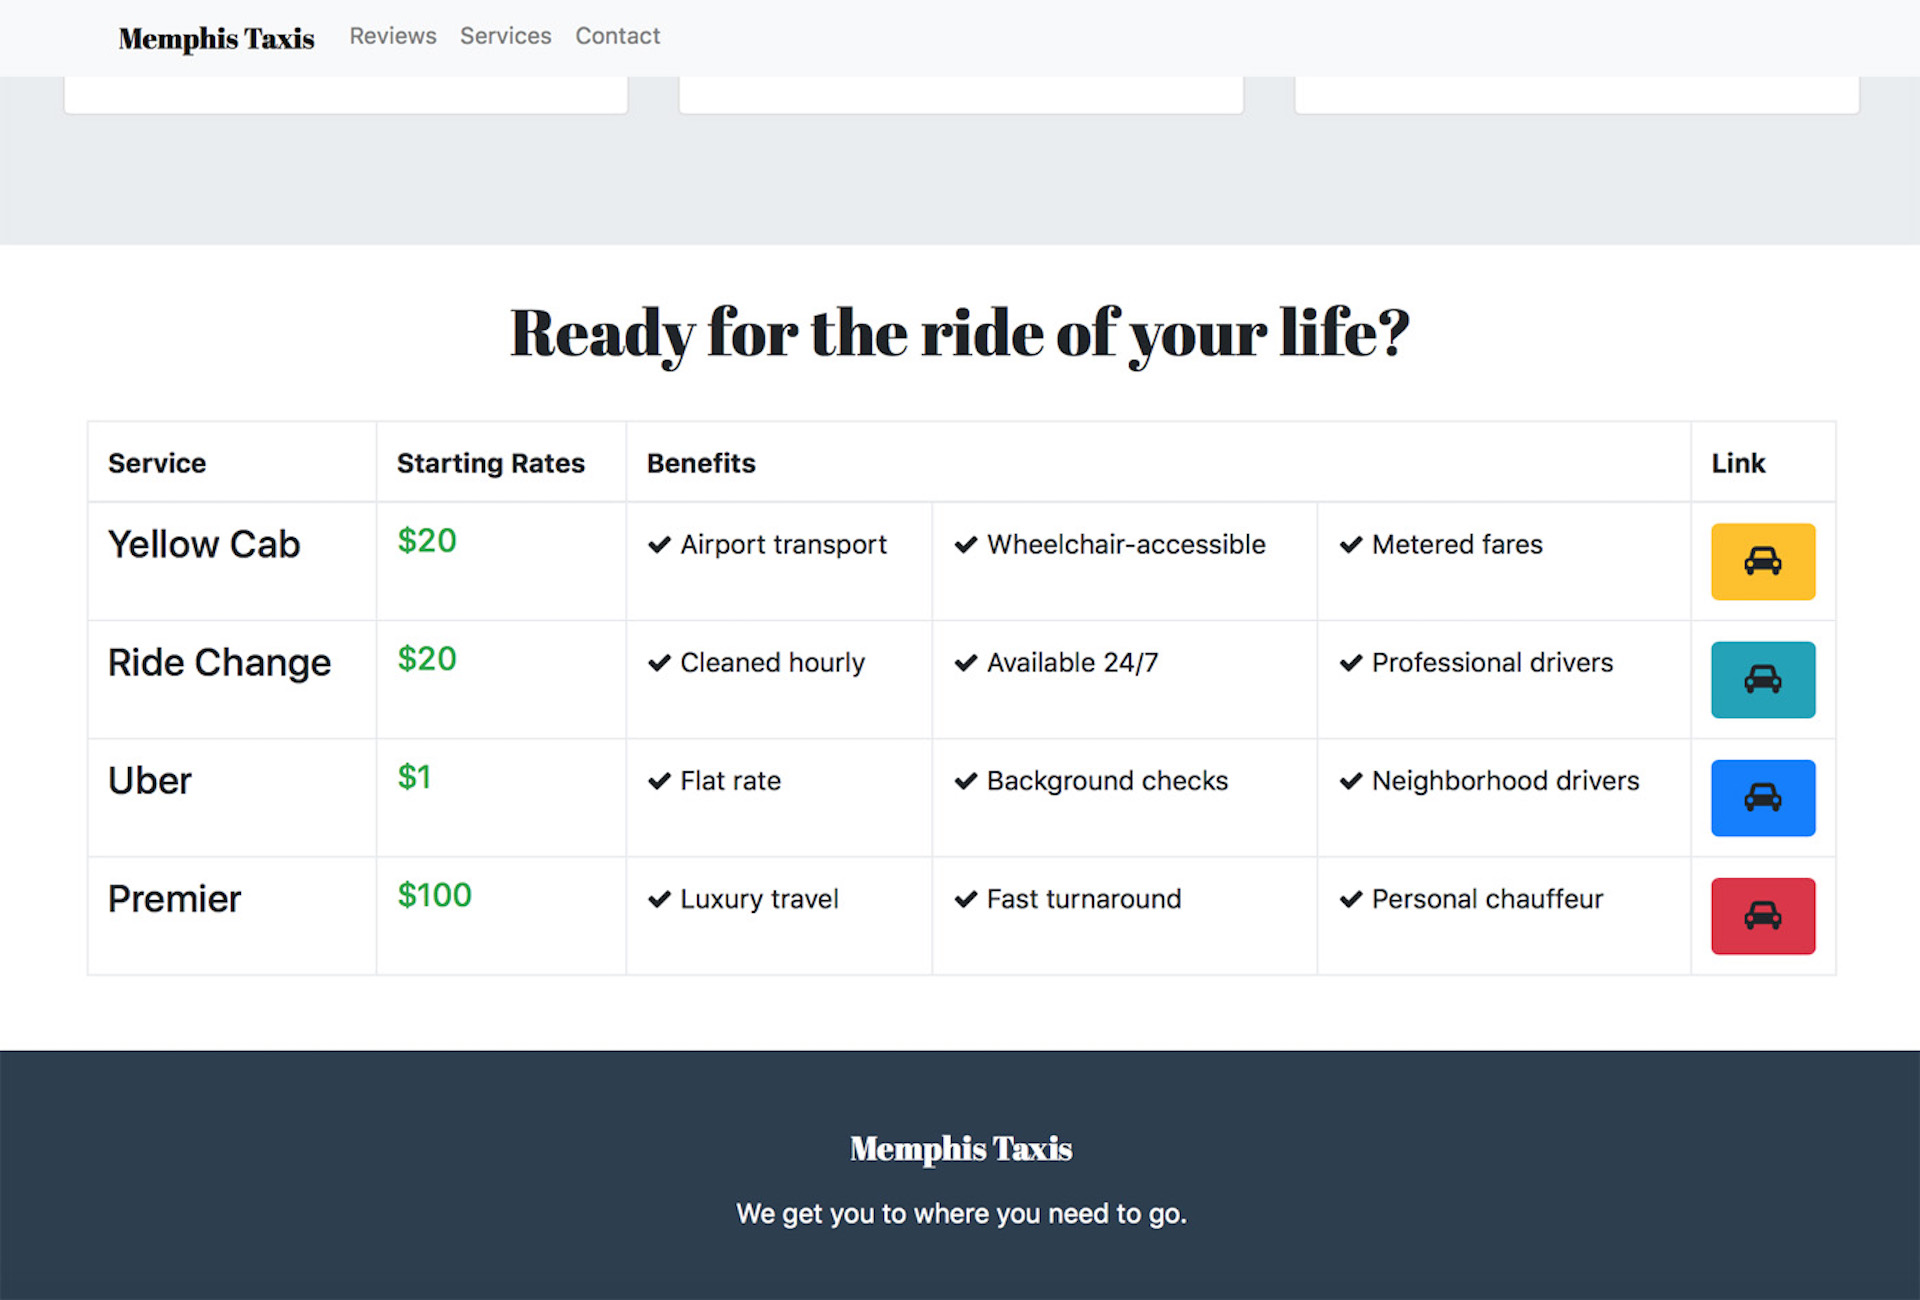 Memphis Taxis Reviews Services Contact
Ready for the ride of your life?
Service Starting Rates Benefits Link
Yellow Cab $20 Airport transport Wheelchair-accessible Metered fares
Ride Change $20 Cleaned hourly Available 24/7 Professional drivers
Uber $1 Flat rate Background checks Neighborhood drivers
Premier $100 Luxury travel Fast turnaround Personal chauffeur
Memphis Taxis
We get you to where you need to go.